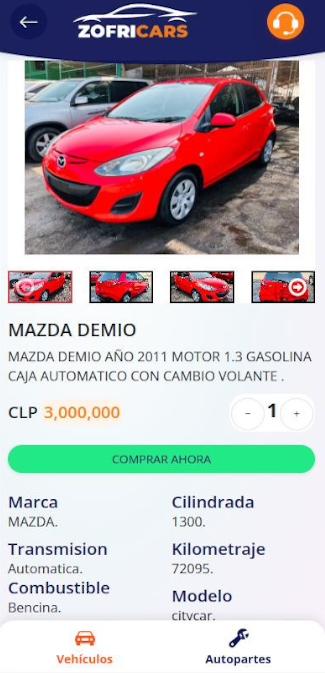 ZOFRICARS
MAZDA DEMIO
MAZDA DEMIO AÑO 2011 MOTOR 1.3 GASOLINA
CAJA AUTOMATICO CON CAMBIO VOLANTE .
CLP 3,000,000
- 1 +
COMPRAR AHORA
Marca
MAZDA.
Cilindrada
1300.
Transmision
Automatica.
Kilometraje
72095.
Combustible
Bencina.
Modelo
citycar.
Vehículos
Autopartes